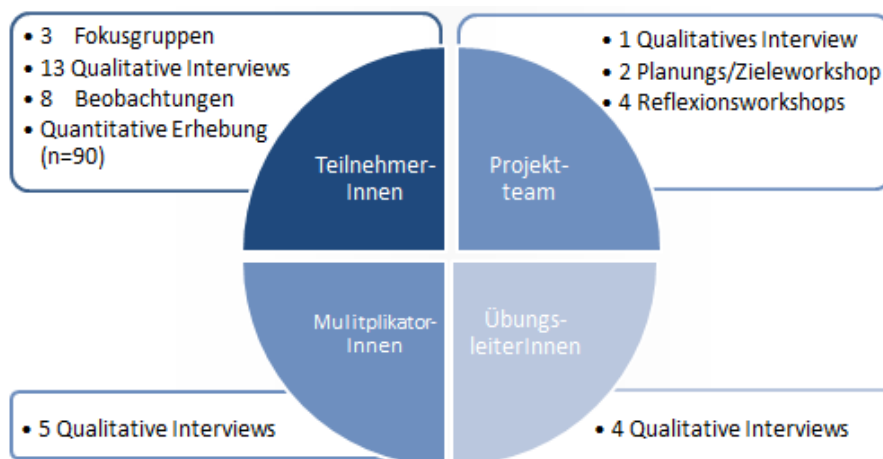 • 3 Fokusgruppen
• 13 Qualitative Interviews
• 8 Beobachtungen
• Quantitative Erhebung
(n=90)
• 1 Qualitatives Interview
• 2 Planungs/Zieleworkshop
• 4 Reflexionsworkshops
Teilnehmer-
Innen
Projekt-
team
Mulitplikator-
Innen
Übungs-
leiterInnen
• 5 Qualitative Interviews
• 4 Qualitative Interviews